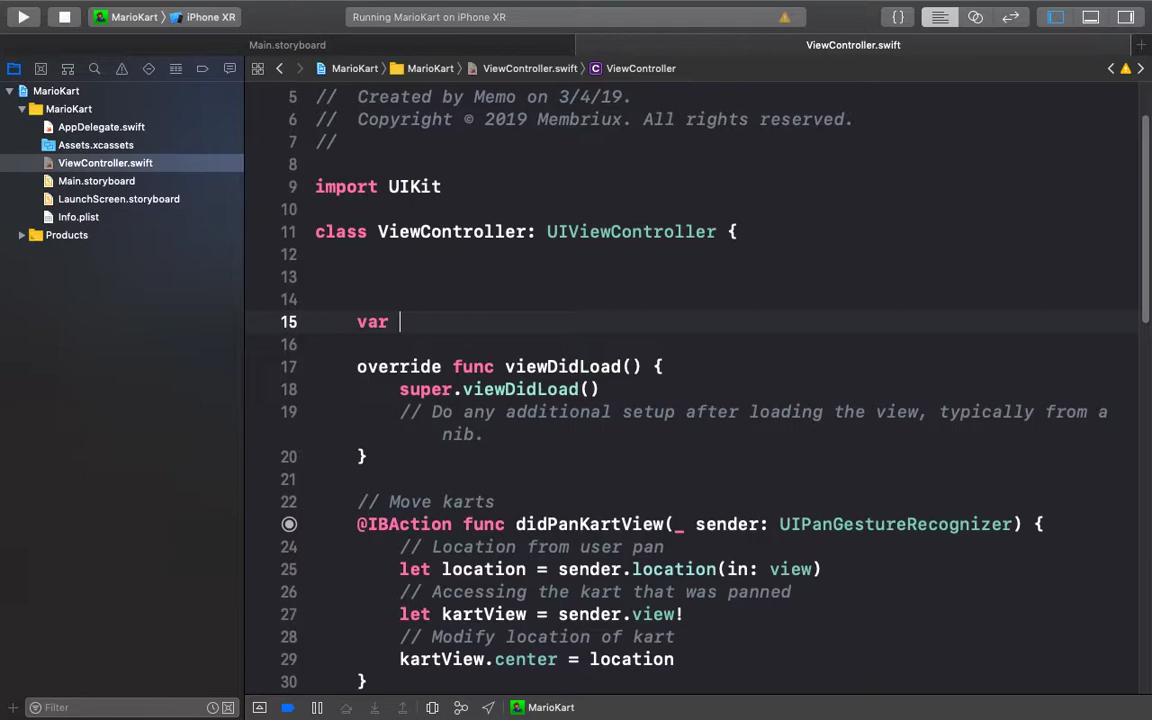 MarioKart 〉 iPhone XR
Running MarioKart on iPhone XR
Main.storyboard
ViewController.swift
MarioKart 〉 MarioKart 〉 ViewController.swift 〉 C ViewController
MarioKart
MarioKart
AppDelegate.swift
Assets.xcassets
ViewController.swift
Main.storyboard
LaunchScreen.storyboard
Info.plist
Products
5 //  Created by Memo on 3/4/19.
6 //  Copyright © 2019 Membriux. All rights reserved.
7 //
8
9 import UIKit
10
11 class ViewController: UIViewController {
12
13
14
15     var
16
17     override func viewDidLoad() {
18         super.viewDidLoad()
19         // Do any additional setup after loading the view, typically from a
nib.
20     }
21
22     // Move karts
@IBAction func didPanKartView(_ sender: UIPanGestureRecognizer) {
24         // Location from user pan
25         let location = sender.location(in: view)
26         // Accessing the kart that was panned
27         let kartView = sender.view!
28         // Modify location of kart
29         kartView.center = location
30     }
Filter
MarioKart